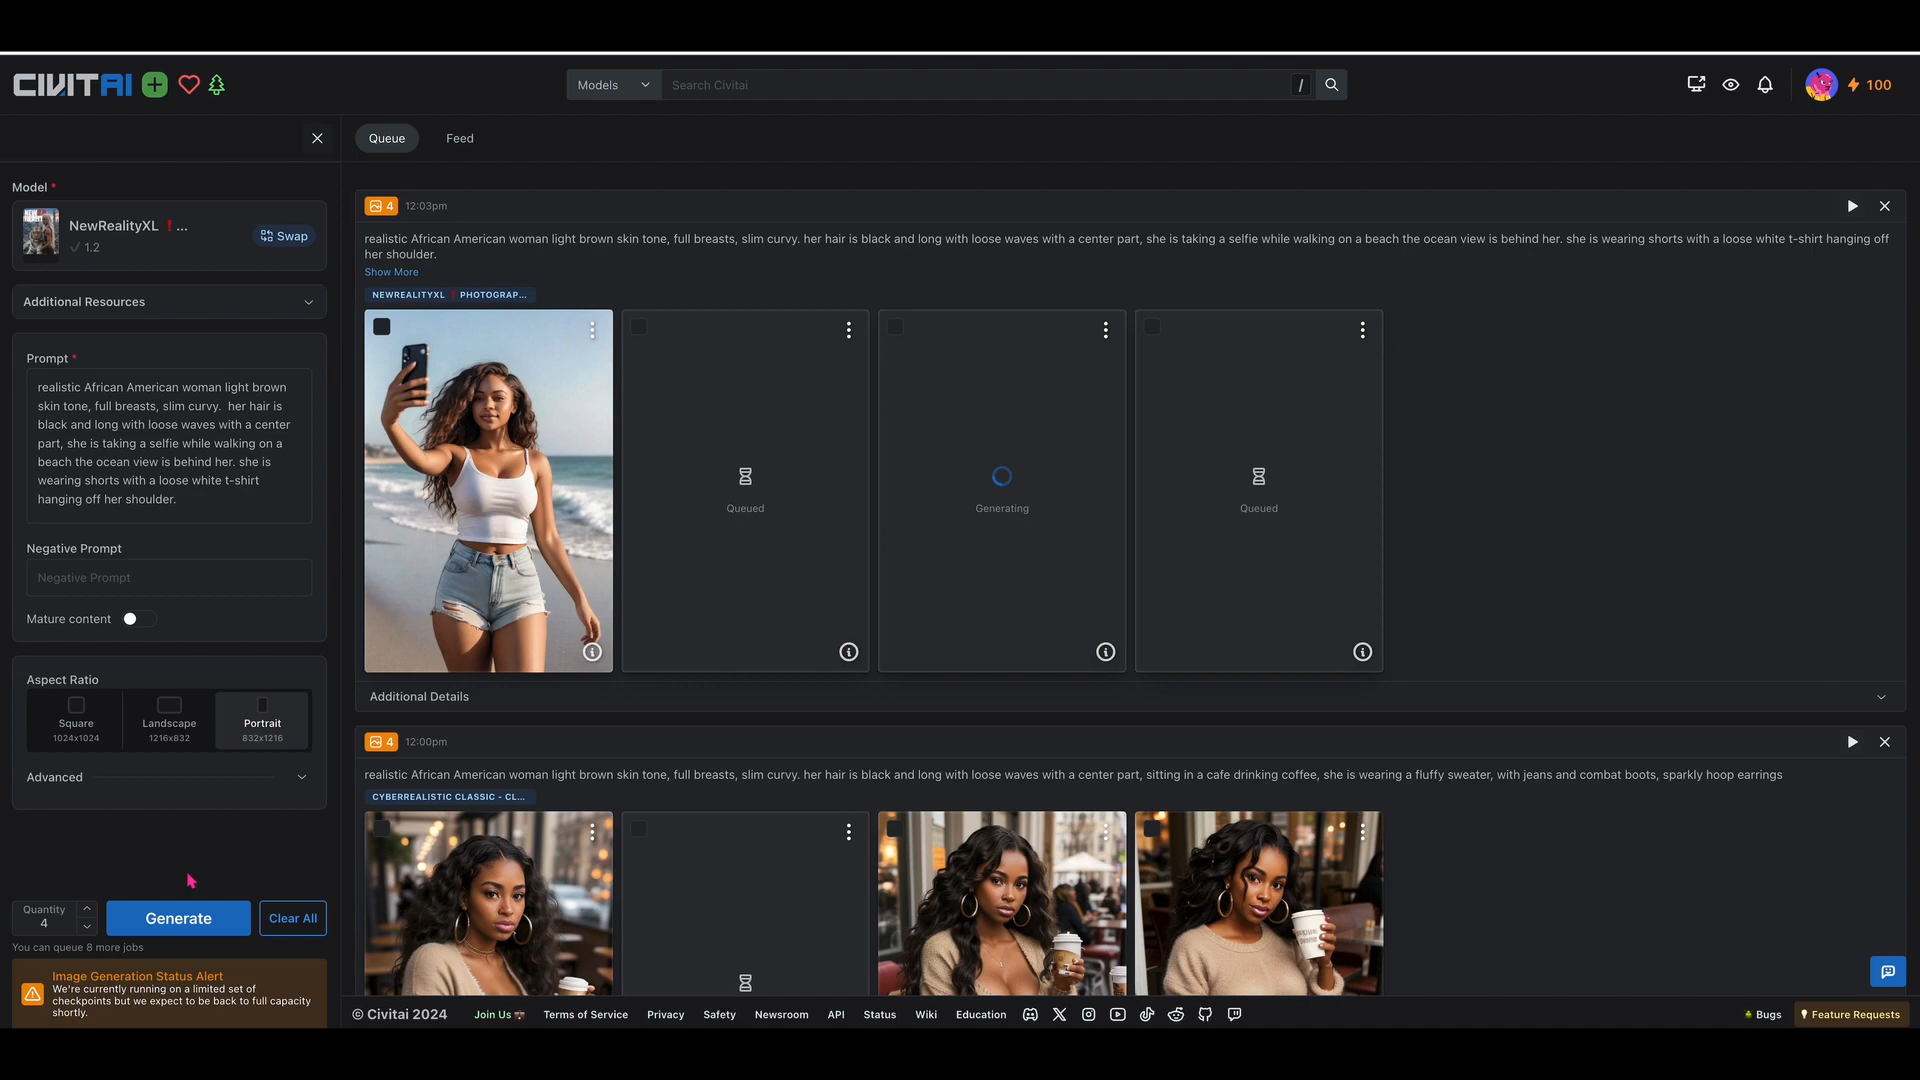 CIVITAI
Models
Search Civitai
/
100
Queue
Feed
Model *
NewRealityXL ❗...
1.2
Swap
Additional Resources
Prompt *
realistic African American woman light brown
skin tone, full breasts, slim curvy.  her hair is
black and long with loose waves with a center
part, she is taking a selfie while walking on a
beach the ocean view is behind her. she is
wearing shorts with a loose white t-shirt
hanging off her shoulder.
Negative Prompt
Negative Prompt
Mature content
Aspect Ratio
Square
1024x1024
Landscape
1216x832
Portrait
832x1216
Advanced
Quantity
4
Generate
Clear All
You can queue 8 more jobs
Image Generation Status Alert
We're currently running on a limited set of
checkpoints but we expect to be back to full capacity
shortly.
4 12:03pm
realistic African American woman light brown skin tone, full breasts, slim curvy. her hair is black and long with loose waves with a center part, she is taking a selfie while walking on a beach the ocean view is behind her. she is wearing shorts with a loose white t-shirt hanging off
her shoulder.
Show More
NEWREALITYXL ❗ PHOTOGRAP...
Queued
Generating
Queued
Additional Details
4 12:00pm
realistic African American woman light brown skin tone, full breasts, slim curvy. her hair is black and long with loose waves with a center part, sitting in a cafe drinking coffee, she is wearing a fluffy sweater, with jeans and combat boots, sparkly hoop earrings
CYBERREALISTIC CLASSIC - CL...
© Civitai 2024
Join Us
Terms of Service
Privacy
Safety
Newsroom
API
Status
Wiki
Education
Bugs
Feature Requests